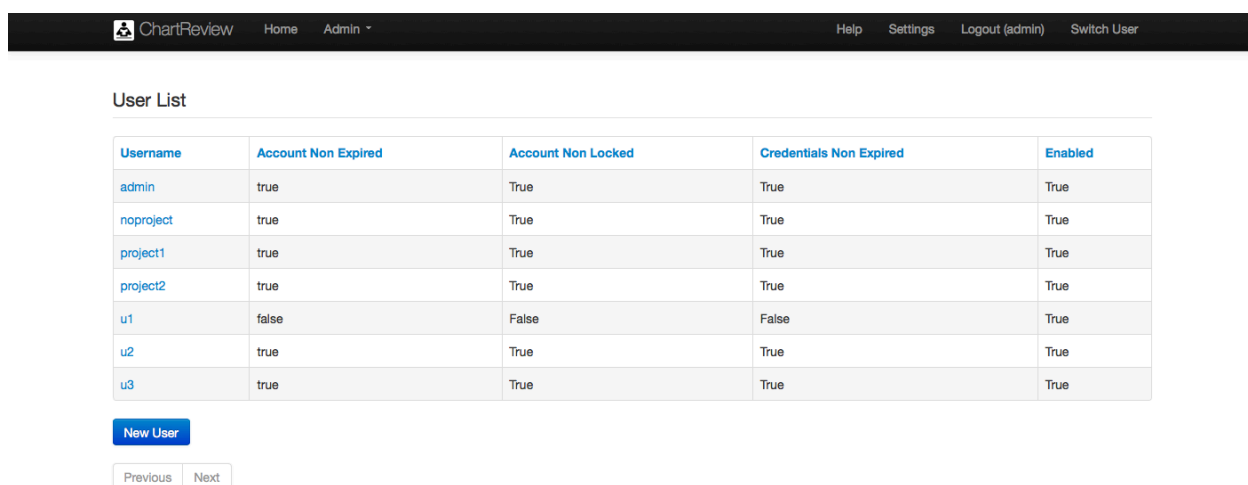 ChartReview Home Admin Help Settings Logout (admin) Switch User
User List
Username Account Non Expired Account Non Locked Credentials Non Expired Enabled
admin true True True True
noproject true True True True
project1 true True True True
project2 true True True True
u1 false False False True
u2 true True True True
u3 true True True True
New User
Previous Next